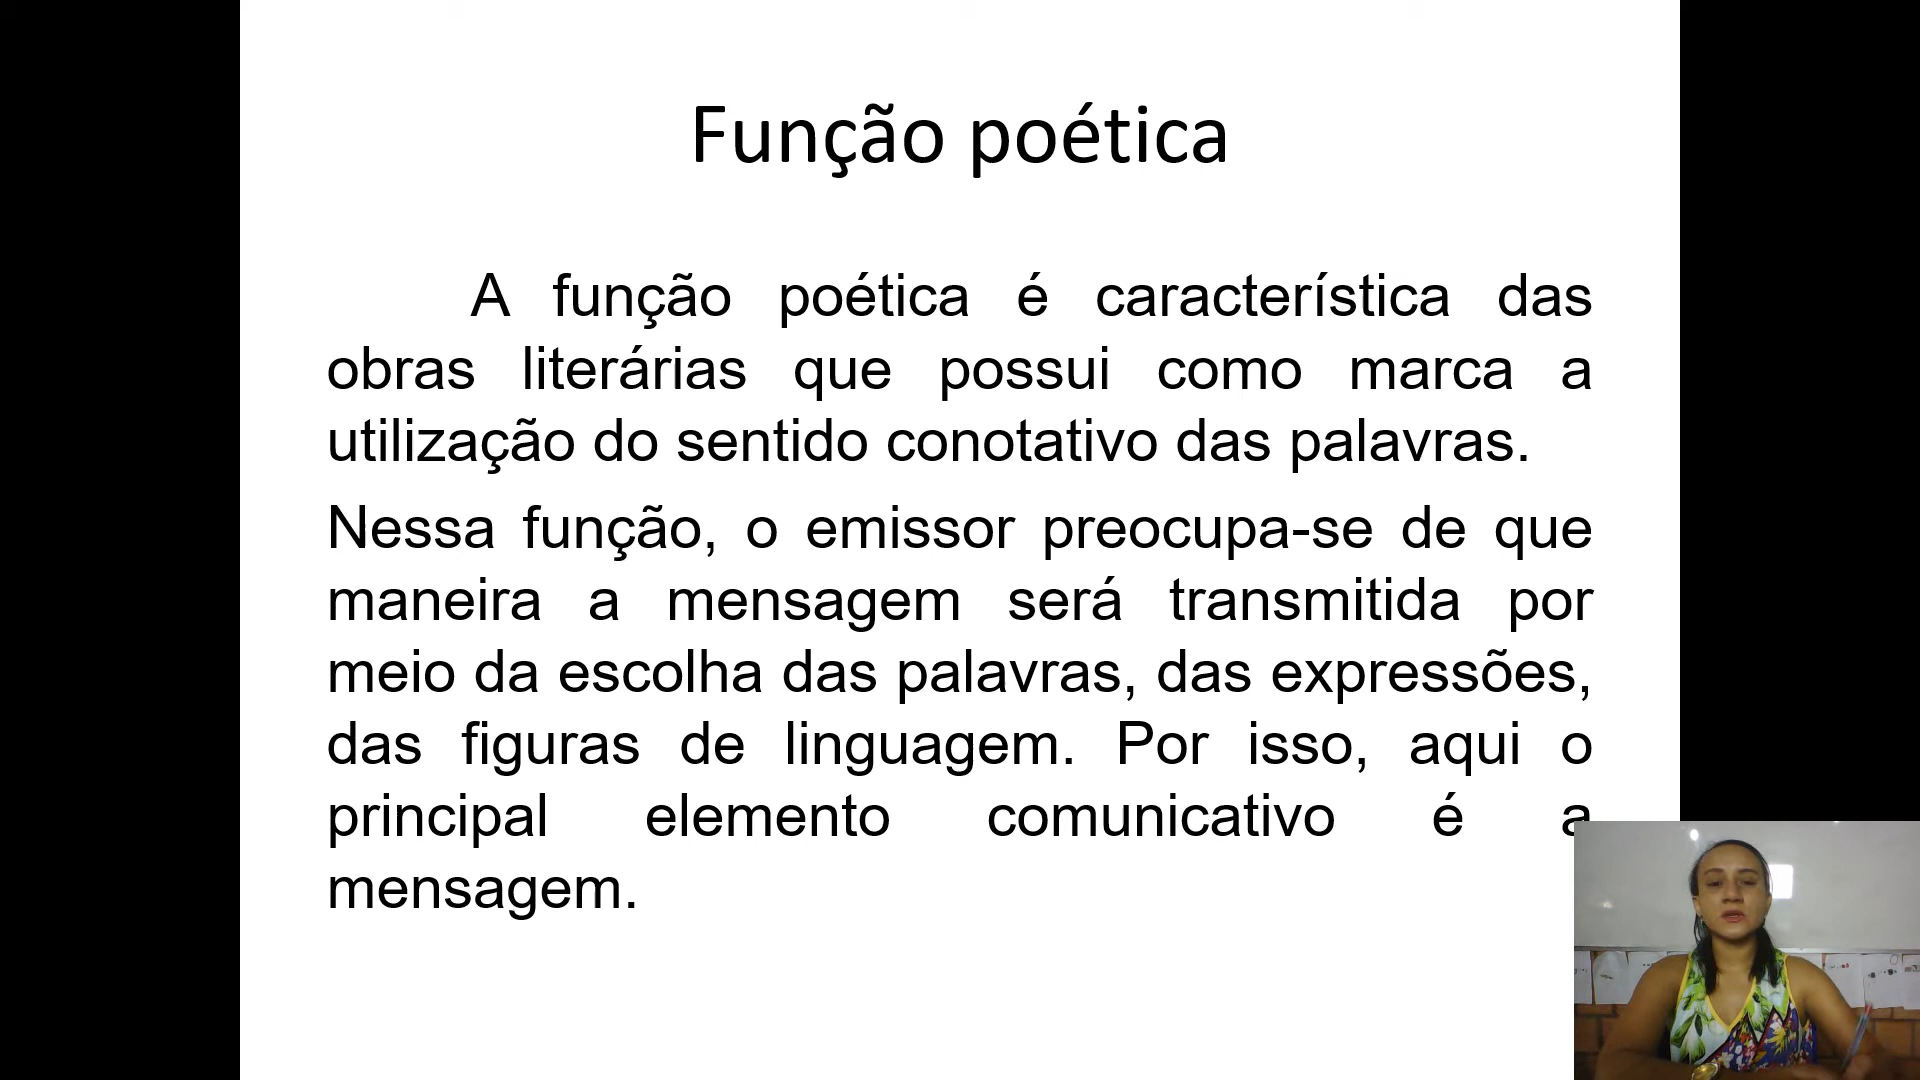 Função poética
A função poética é característica das
obras literárias que possui como marca a
utilização do sentido conotativo das palavras.
Nessa função, o emissor preocupa-se de que
maneira a mensagem será transmitida por
meio da escolha das palavras, das expressões,
das figuras de linguagem. Por isso, aqui o
principal elemento comunicativo é a
mensagem.